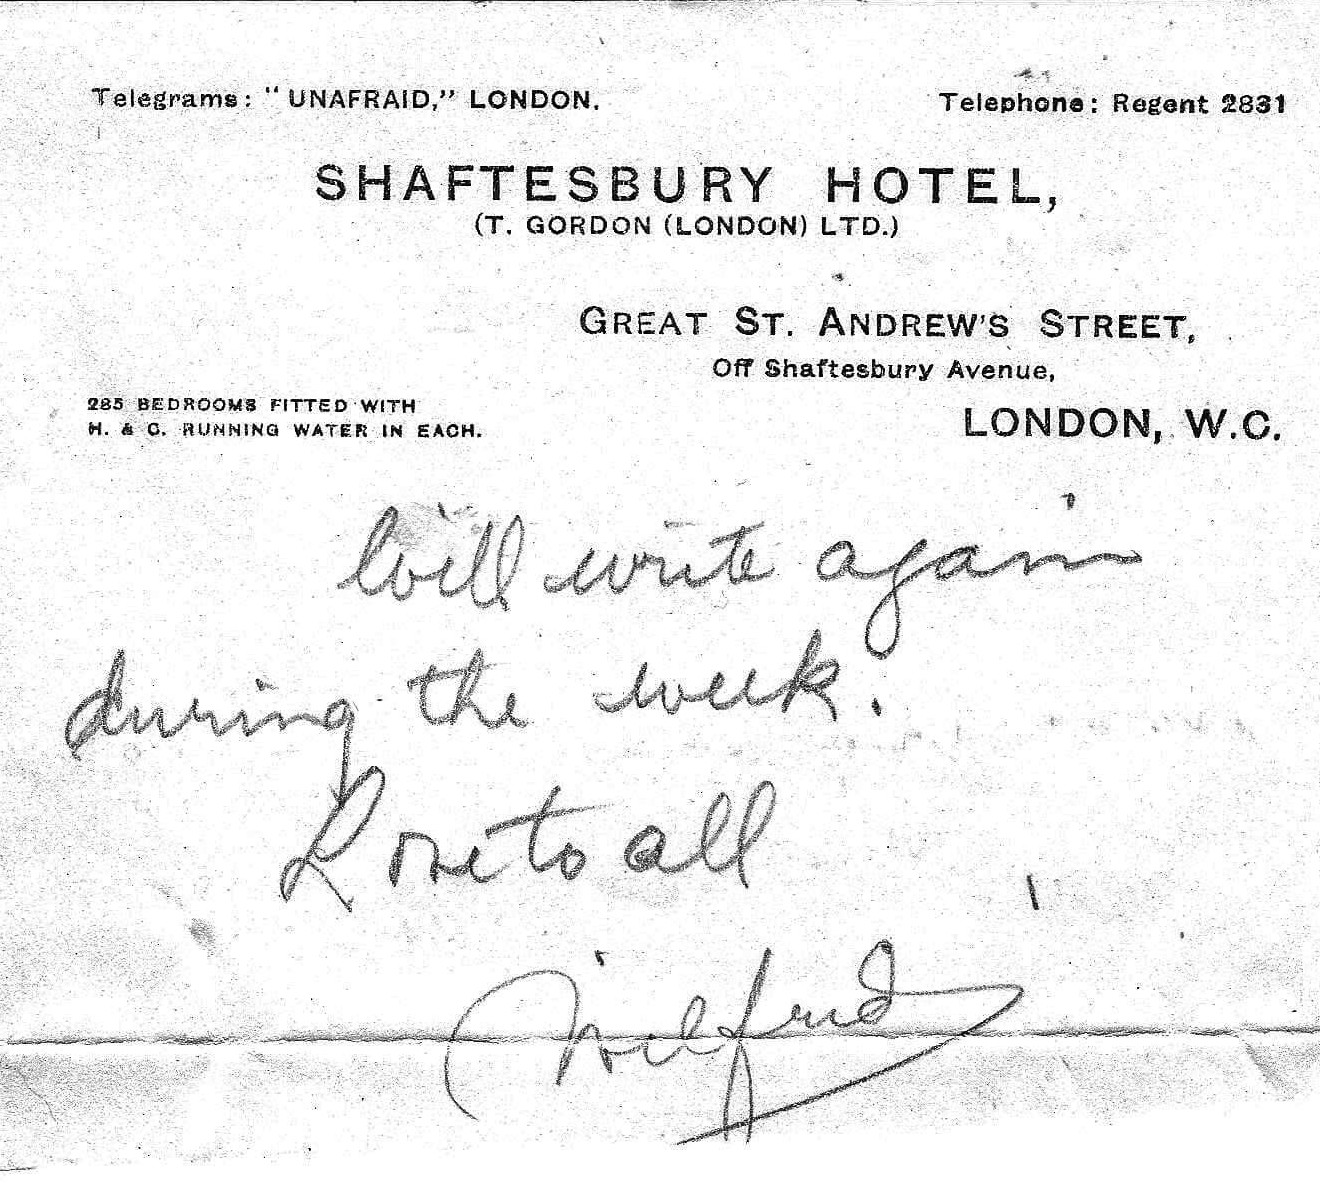 Telegrams: "UNAFRAID," LONDON.
Telephone: Regent 2831
SHAFTESBURY HOTEL,
(T. GORDON (LONDON) LTD.)
GREAT ST. ANDREW'S STREET,
Off Shaftesbury Avenue,
285 BEDROOMS FITTED WITH
H. & C. RUNNING WATER IN EACH.
LONDON, W.C.
Will write again
during the week.
Love to all
Wilfrid